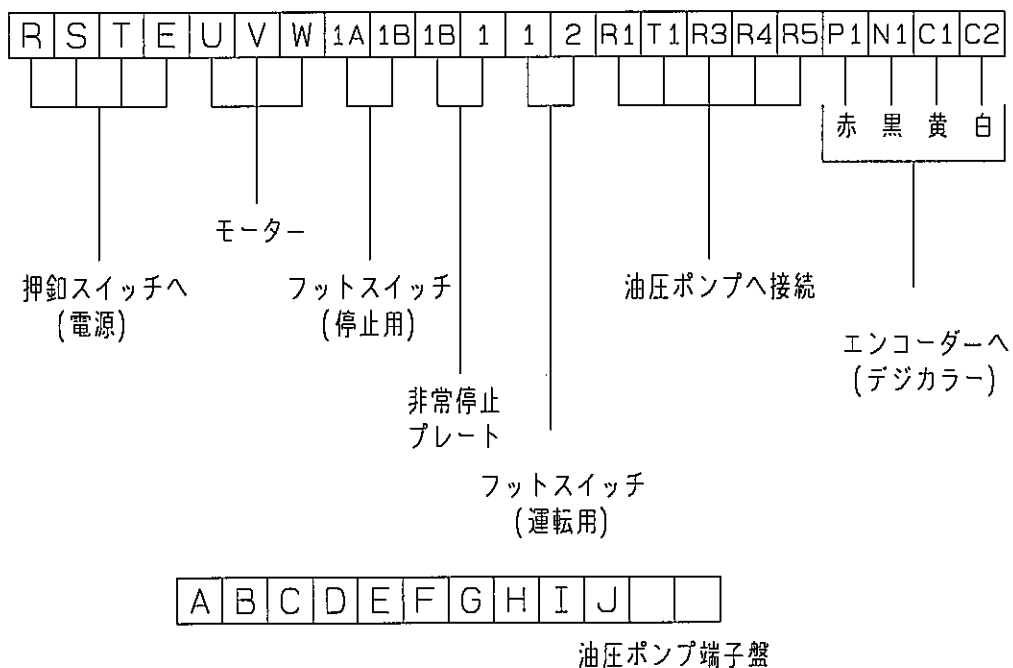 R S T E U V W 1A 1B 1B 1 1 2 R1 T1 R3 R4 R5 P1 N1 C1 C2
赤 黒 黄 白
モーター
押釦スイッチへ
(電源)
フットスイッチ
(停止用)
油圧ポンプへ接続
エンコーダーへ
(デジカラー)
非常停止
プレート
フットスイッチ
(運転用)
A B C D E F G H I J
油圧ポンプ端子盤